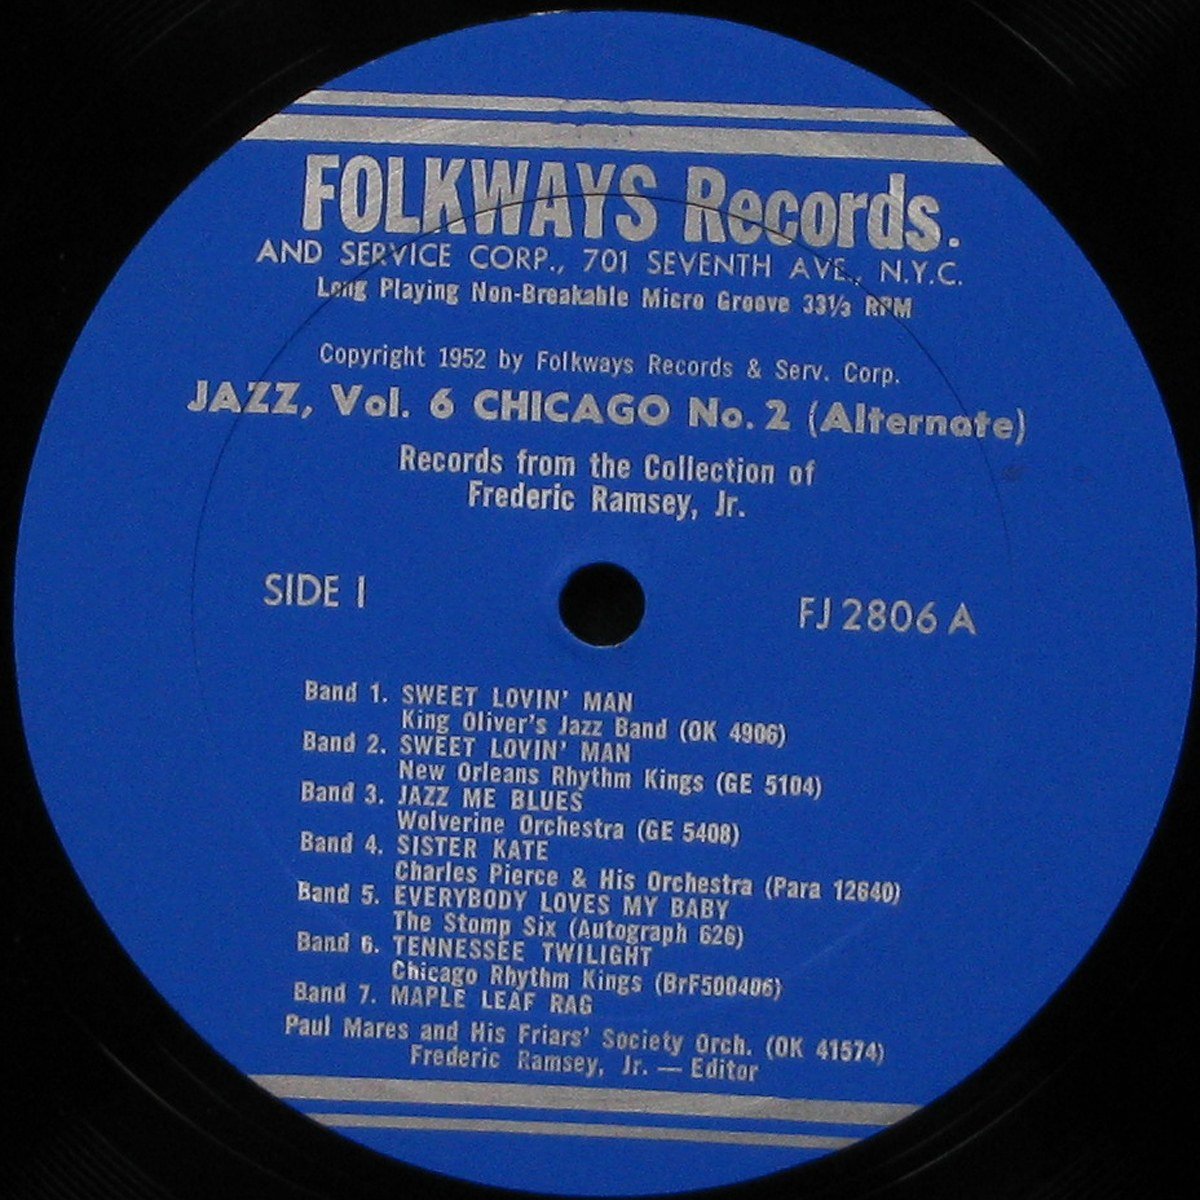 FOLKWAYS Records.
AND SERVICE CORP., 701 SEVENTH AVE., N.Y.C.
Long Playing Non-Breakable Micro Groove 33⅓ RPM
Copyright 1952 by Folkways Records & Serv. Corp.
JAZZ, Vol. 6 CHICAGO No. 2 (Alternate)
Records from the Collection of
Frederic Ramsey, Jr.
SIDE I
FJ 2806 A
Band 1. SWEET LOVIN' MAN
King Oliver's Jazz Band (OK 4906)
Band 2. SWEET LOVIN' MAN
New Orleans Rhythm Kings (GE 5104)
Band 3. JAZZ ME BLUES
Wolverine Orchestra (GE 5408)
Band 4. SISTER KATE
Charles Pierce & His Orchestra (Para 12640)
Band 5. EVERYBODY LOVES MY BABY
The Stomp Six (Autograph 626)
Band 6. TENNESSEE TWILIGHT
Chicago Rhythm Kings (BrF500406)
Band 7. MAPLE LEAF RAG
Paul Mares and His Friars' Society Orch. (OK 41574)
Frederic Ramsey, Jr. — Editor